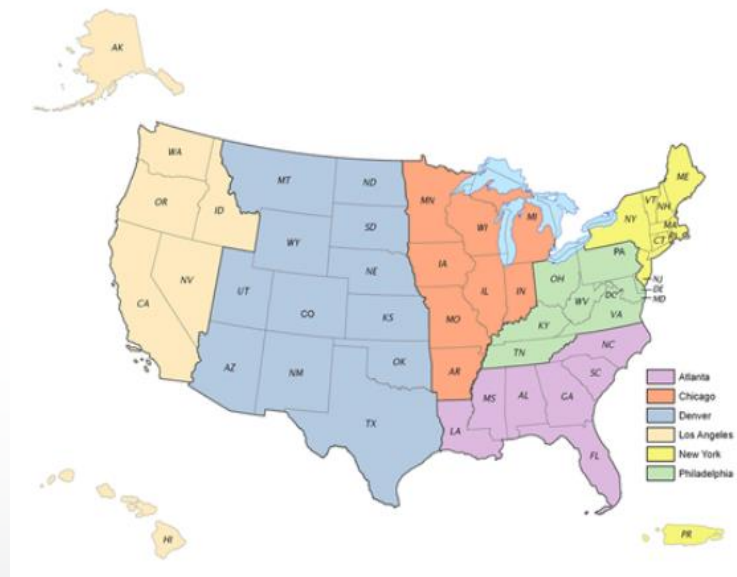 AK
WA
MT
ND
MN
ME
OR
ID
SD
WI
MI
VT
NH
NY
MA
WY
CT
RI
IA
PA
NV
UT
NE
IL
IN
OH
NJ
CA
CO
DE
MD
DC
WV
VA
KS
MO
KY
NC
TN
AZ
NM
OK
AR
SC
Atlanta
MS
AL
GA
Chicago
TX
LA
Denver
Los Angeles
FL
New York
Philadelphia
HI
PR